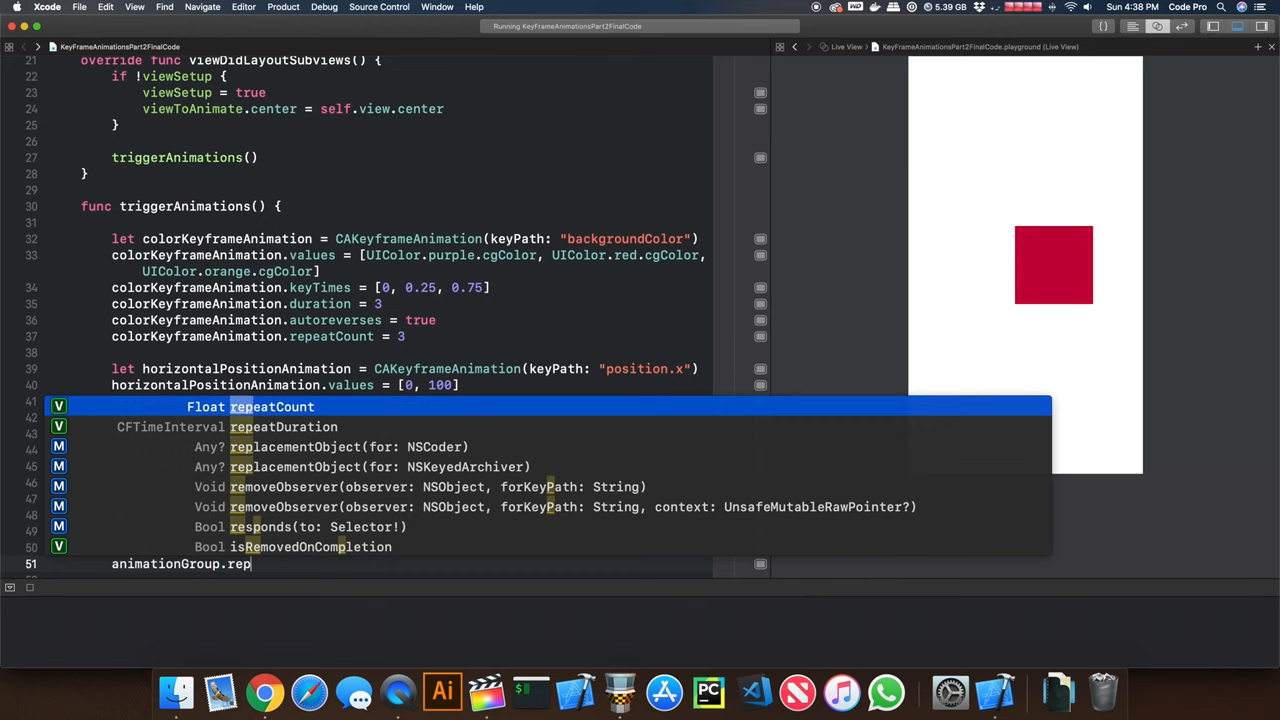 Xcode File Edit View Find Navigate Editor Product Debug Source Control Window Help
5.39 GB Sun 4:38 PM Code Pro
Running KeyFrameAnimationsPart2FinalCode
KeyFrameAnimationsPart2FinalCode
Live View KeyFrameAnimationsPart2FinalCode.playground (Live View)
21 override func viewDidLayoutSubviews() {
22 if !viewSetup {
23 viewSetup = true
24 viewToAnimate.center = self.view.center
25 }
26
27 triggerAnimations()
28 }
29
30 func triggerAnimations() {
31
32 let colorKeyframeAnimation = CAKeyframeAnimation(keyPath: "backgroundColor")
33 colorKeyframeAnimation.values = [UIColor.purple.cgColor, UIColor.red.cgColor,
UIColor.orange.cgColor]
34 colorKeyframeAnimation.keyTimes = [0, 0.25, 0.75]
35 colorKeyframeAnimation.duration = 3
36 colorKeyframeAnimation.autoreverses = true
37 colorKeyframeAnimation.repeatCount = 3
38
39 let horizontalPositionAnimation = CAKeyframeAnimation(keyPath: "position.x")
40 horizontalPositionAnimation.values = [0, 100]
41 V Float repeatCount
42 V CFTimeInterval repeatDuration
43
44 M Any? replacementObject(for: NSCoder)
45 M Any? replacementObject(for: NSKeyedArchiver)
46 M Void removeObserver(observer: NSObject, forKeyPath: String)
47
48 M Void removeObserver(observer: NSObject, forKeyPath: String, context: UnsafeMutableRawPointer?)
49 M Bool responds(to: Selector!)
50 V Bool isRemovedOnCompletion
51 animationGroup.rep
Ai
PC